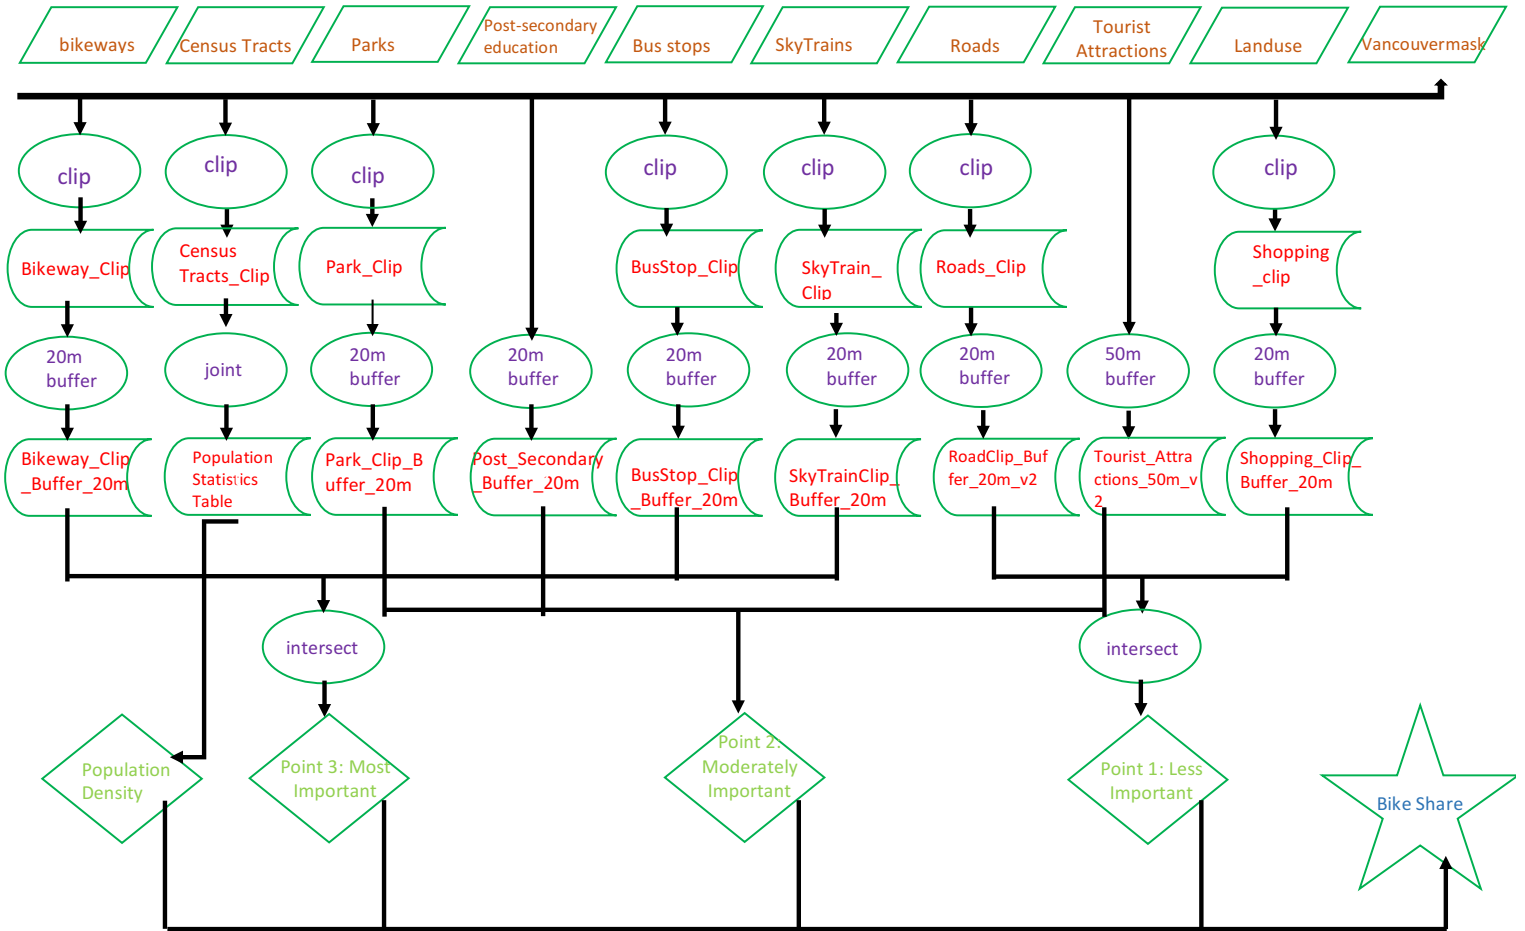 bikeways
Census Tracts
Parks
Post-secondary
education
Bus stops
SkyTrains
Roads
Tourist
Attractions
Landuse
Vancouvermask
clip
clip
clip
clip
clip
clip
clip
Bikeway_Clip
Census
Tracts_Clip
Park_Clip
BusStop_Clip
SkyTrain_
Clip
Roads_Clip
Shopping
_clip
20m
buffer
joint
20m
buffer
20m
buffer
20m
buffer
20m
buffer
20m
buffer
50m
buffer
20m
buffer
Bikeway_Clip
_Buffer_20m
Population
Statistics
Table
Park_Clip_B
uffer_20m
Post_Secondary
_Buffer_20m
BusStop_Clip
_Buffer_20m
SkyTrainClip_
Buffer_20m
RoadClip_Buf
fer_20m_v2
Tourist_Attra
ctions_50m_v
2
Shopping_Clip_
Buffer_20m
intersect
intersect
Population
Density
Point 3: Most
Important
Point 2:
Moderately
Important
Point 1: Less
Important
Bike Share